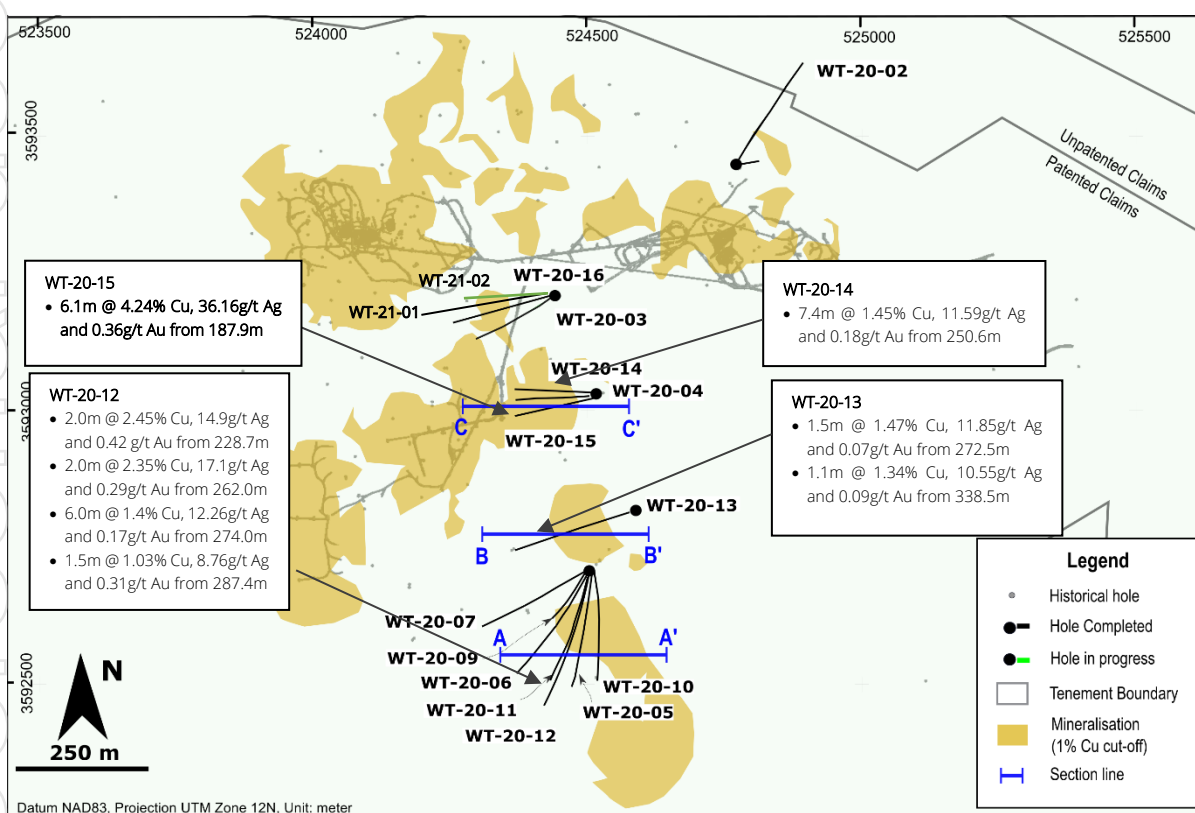 523500
524000
524500
525000
525500
3593500
3593000
3592500
WT-20-02
Unpatented Claims
Patented Claims
WT-20-15
• 6.1m @ 4.24% Cu, 36.16g/t Ag
and 0.36g/t Au from 187.9m
WT-21-02
WT-20-16
WT-21-01
WT-20-03
WT-20-14
• 7.4m @ 1.45% Cu, 11.59g/t Ag
and 0.18g/t Au from 250.6m
WT-20-12
• 2.0m @ 2.45% Cu, 14.9g/t Ag
and 0.42 g/t Au from 228.7m
• 2.0m @ 2.35% Cu, 17.1g/t Ag
and 0.29g/t Au from 262.0m
• 6.0m @ 1.4% Cu, 12.26g/t Ag
and 0.17g/t Au from 274.0m
• 1.5m @ 1.03% Cu, 8.76g/t Ag
and 0.31g/t Au from 287.4m
WT-20-14
WT-20-04
C
C'
WT-20-15
WT-20-13
• 1.5m @ 1.47% Cu, 11.85g/t Ag
and 0.07g/t Au from 272.5m
• 1.1m @ 1.34% Cu, 10.55g/t Ag
and 0.09g/t Au from 338.5m
WT-20-13
B
B'
WT-20-07
A
A'
WT-20-09
WT-20-06
WT-20-10
WT-20-11
WT-20-05
WT-20-12
N
250 m
Legend
Historical hole
Hole Completed
Hole in progress
Tenement Boundary
Mineralisation
(1% Cu cut-off)
Section line
Datum NAD83, Projection UTM Zone 12N, Unit: meter